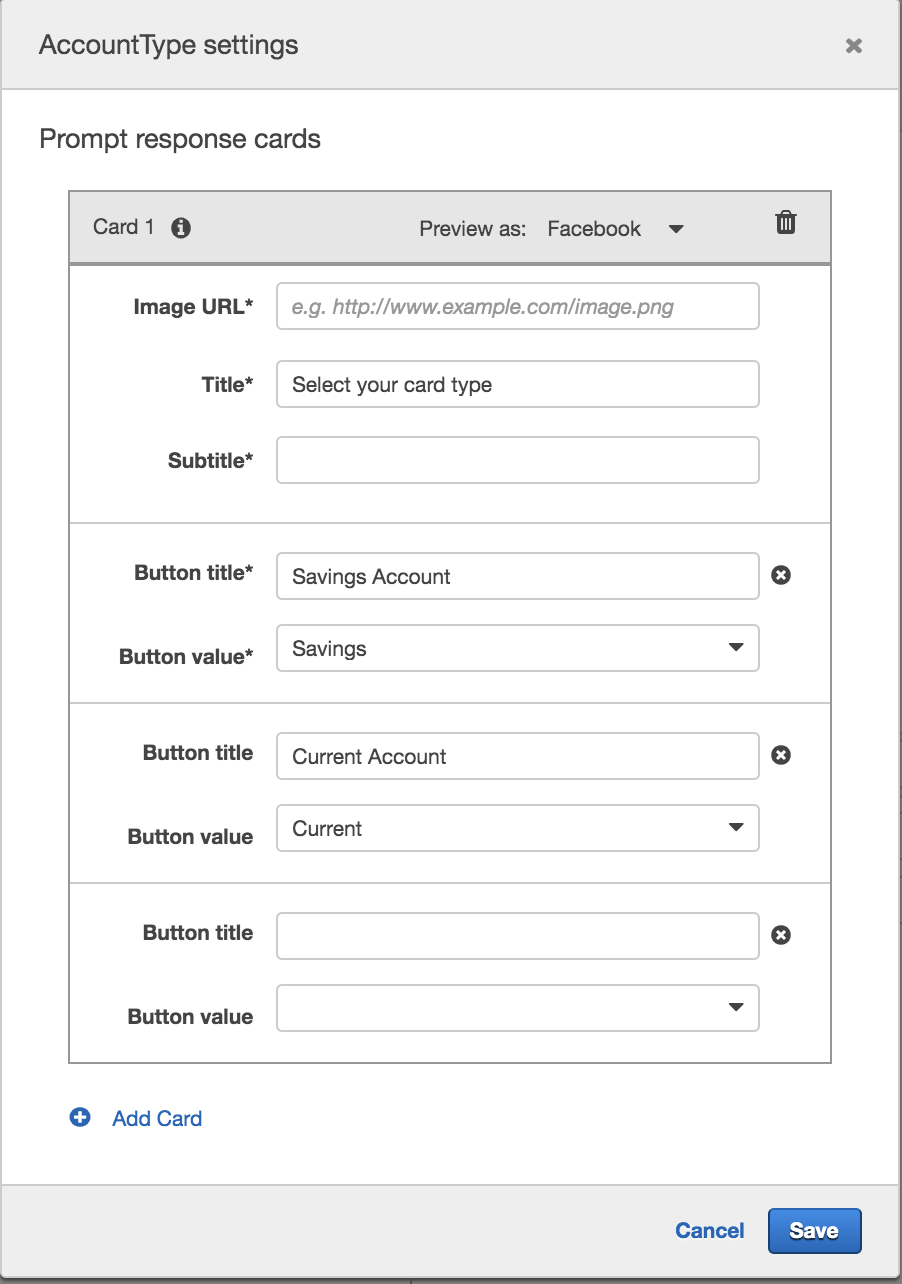 AccountType settings
Prompt response cards
Card 1 Preview as: Facebook
Image URL* e.g. http://www.example.com/image.png
Title* Select your card type
Subtitle*
Button title* Savings Account
Button value* Savings
Button title Current Account
Button value Current
Button title
Button value
Add Card
Cancel Save